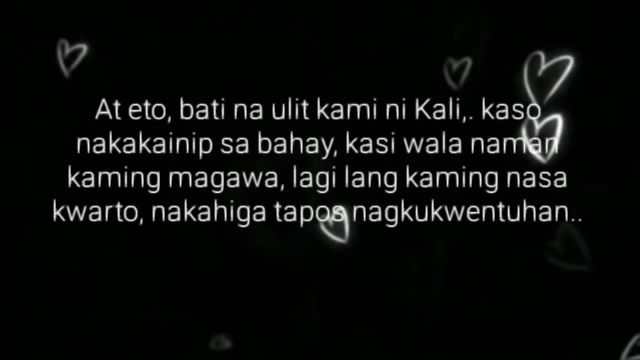 At eto, bati na ulit kami ni Kali,. kaso
nakakainip sa bahay, kasi wala naman
kaming magawa, lagi lang kaming nasa
kwarto, nakahiga tapos nagkukwentuhan..